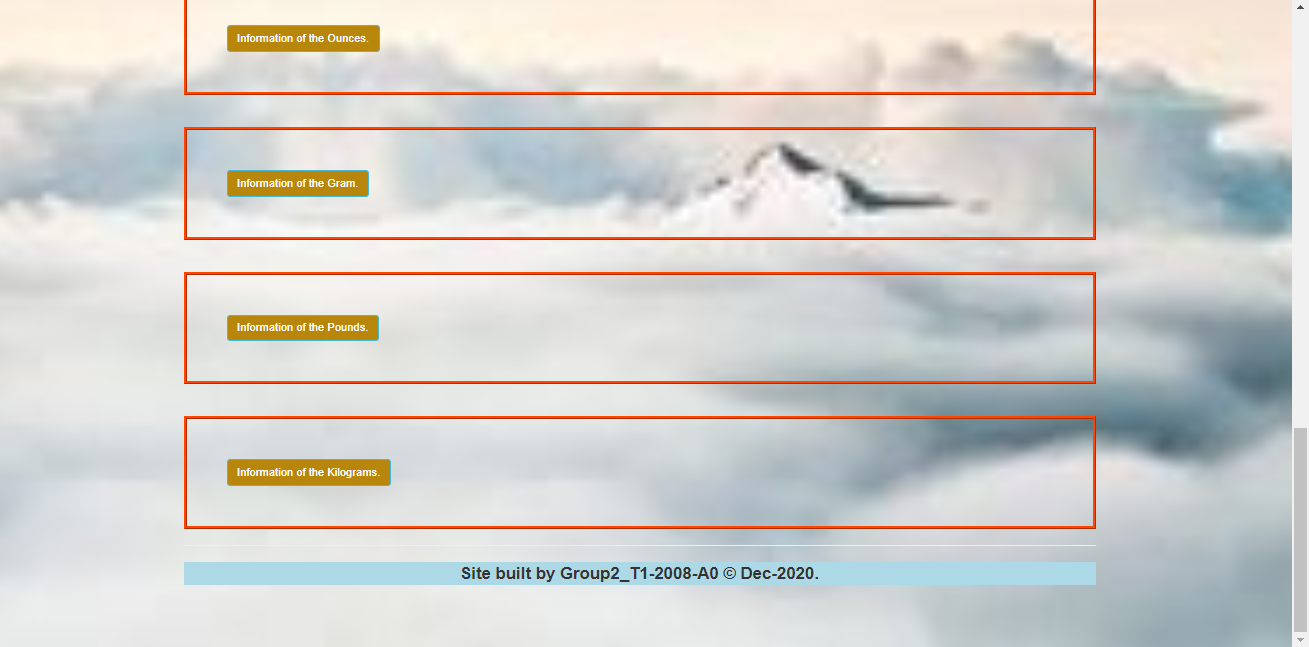 Information of the Ounces.
Information of the Gram.
Information of the Pounds.
Information of the Kilograms.
Site built by Group2_T1-2008-A0 © Dec-2020.